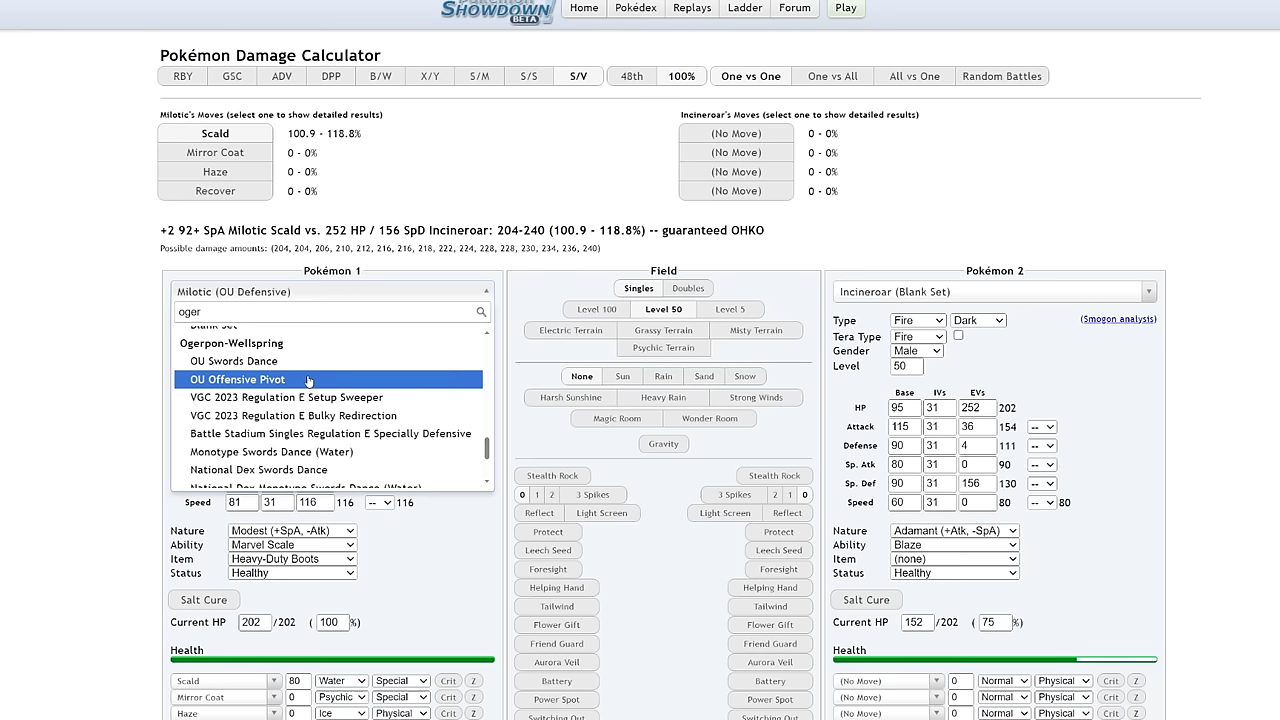 SHOWDOWN
BETA
Home Pokédex Replays Ladder Forum Play
Pokémon Damage Calculator
RBY GSC ADV DPP B/W X/Y S/M S/S S/V 48th 100% One vs One One vs All All vs One Random Battles
Milotic's Moves (select one to show detailed results)
Scald 100.9 - 118.8%
Mirror Coat 0 - 0%
Haze 0 - 0%
Recover 0 - 0%
Incineroar's Moves (select one to show detailed results)
(No Move) 0 - 0%
(No Move) 0 - 0%
(No Move) 0 - 0%
(No Move) 0 - 0%
+2 92+ SpA Milotic Scald vs. 252 HP / 156 SpD Incineroar: 204-240 (100.9 - 118.8%) -- guaranteed OHKO
Possible damage amounts: (204, 204, 206, 210, 212, 216, 216, 216, 218, 222, 224, 228, 228, 230, 234, 236, 240)
Pokémon 1
Milotic (OU Defensive)
oger
Blank Set
Ogerpon-Wellspring
OU Swords Dance
OU Offensive Pivot
VGC 2023 Regulation E Setup Sweeper
VGC 2023 Regulation E Bulky Redirection
Battle Stadium Singles Regulation E Specially Defensive
Monotype Swords Dance (Water)
National Dex Swords Dance
National Dex Monotype Swords Dance (Water)
Speed 81 31 116 116 -- 116
Nature Modest (+SpA, -Atk)
Ability Marvel Scale
Item Heavy-Duty Boots
Status Healthy
Salt Cure
Current HP 202 /202 ( 100 %)
Health
Scald 80 Water Special Crit Z
Mirror Coat 0 Psychic Special Crit Z
Haze 0 Ice Physical Crit Z
Field
Singles Doubles
Level 100 Level 50 Level 5
Electric Terrain Grassy Terrain Misty Terrain
Psychic Terrain
None Sun Rain Sand Snow
Harsh Sunshine Heavy Rain Strong Winds
Magic Room Wonder Room
Gravity
Stealth Rock Stealth Rock
0 1 2 3 Spikes 3 Spikes 2 1 0
Reflect Light Screen Light Screen Reflect
Protect Protect
Leech Seed Leech Seed
Foresight Foresight
Helping Hand Helping Hand
Tailwind Tailwind
Flower Gift Flower Gift
Friend Guard Friend Guard
Aurora Veil Aurora Veil
Battery Battery
Power Spot Power Spot
Switching Out Switching Out
Pokémon 2
Incineroar (Blank Set)
Type Fire Dark (Smogon analysis)
Tera Type Fire
Gender Male
Level 50
Base IVs EVs
HP 95 31 252 202
Attack 115 31 36 154 --
Defense 90 31 4 111 --
Sp. Atk 80 31 0 90 --
Sp. Def 90 31 156 130 --
Speed 60 31 0 80 -- 80
Nature Adamant (+Atk, -SpA)
Ability Blaze
Item (none)
Status Healthy
Salt Cure
Current HP 152 /202 ( 75 %)
Health
(No Move) 0 Normal Physical Crit Z
(No Move) 0 Normal Physical Crit Z
(No Move) 0 Normal Physical Crit Z